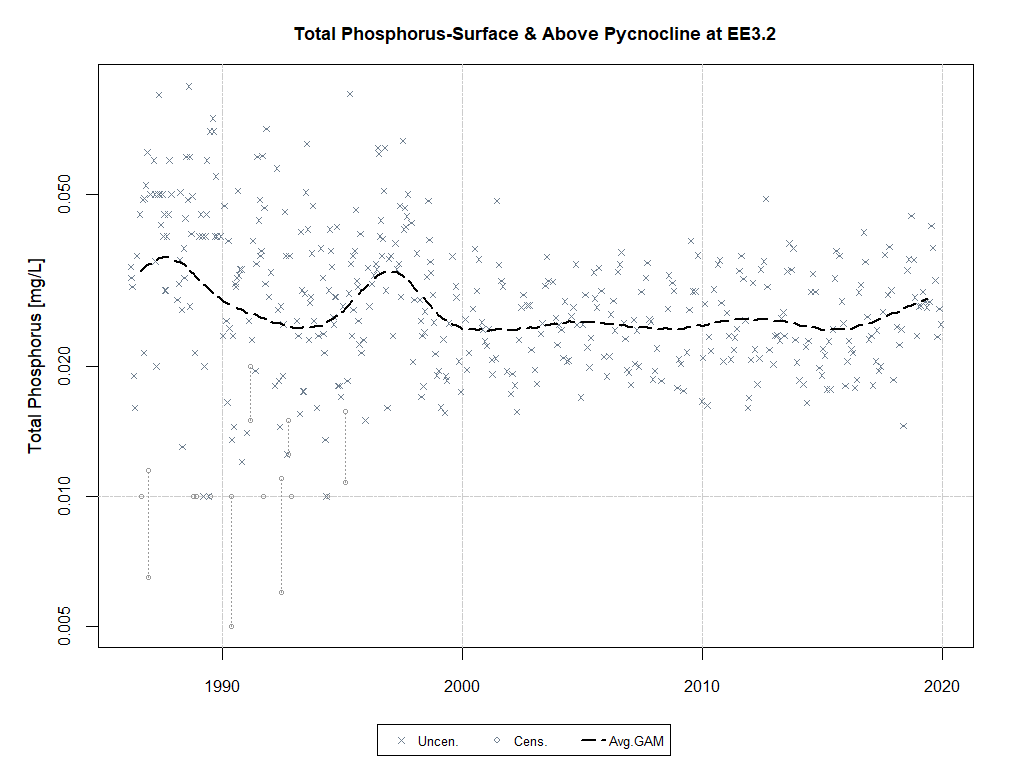 Total Phosphorus-Surface & Above Pycnocline at EE3.2
Total Phosphorus [mg/L]
0.050
0.020
0.010
0.005
1990 2000 2010 2020
Uncen. Cens. Avg.GAM